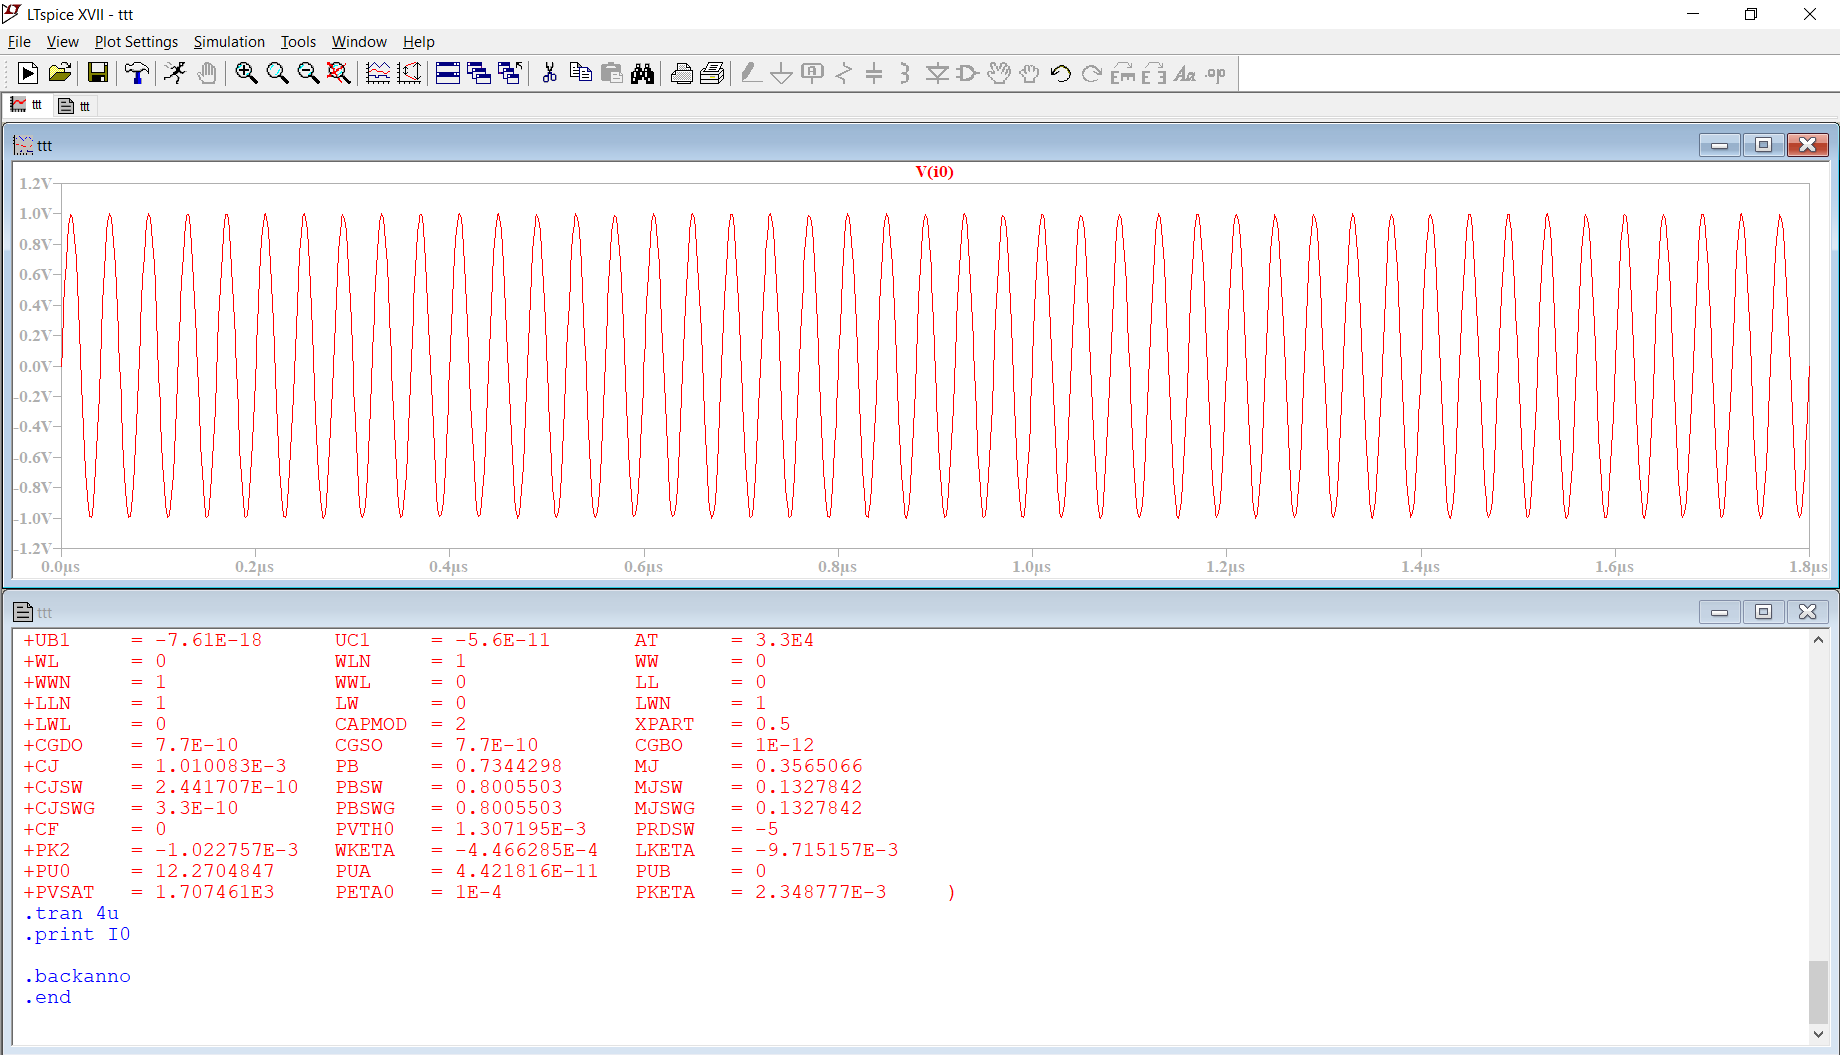 LTspice XVII - ttt
File View Plot Settings Simulation Tools Window Help
Aa .op
ttt ttt
ttt
V(i0)
1.2V
1.0V
0.8V
0.6V
0.4V
0.2V
0.0V
-0.2V
-0.4V
-0.6V
-0.8V
-1.0V
-1.2V
0.0µs 0.2µs 0.4µs 0.6µs 0.8µs 1.0µs 1.2µs 1.4µs 1.6µs 1.8µs
ttt
+UB1 = -7.61E-18 UC1 = -5.6E-11 AT = 3.3E4
+WL = 0 WLN = 1 WW = 0
+WWN = 1 WWL = 0 LL = 0
+LLN = 1 LW = 0 LWN = 1
+LWL = 0 CAPMOD = 2 XPART = 0.5
+CGDO = 7.7E-10 CGSO = 7.7E-10 CGBO = 1E-12
+CJ = 1.010083E-3 PB = 0.7344298 MJ = 0.3565066
+CJSW = 2.441707E-10 PBSW = 0.8005503 MJSW = 0.1327842
+CJSWG = 3.3E-10 PBSWG = 0.8005503 MJSWG = 0.1327842
+CF = 0 PVTH0 = 1.307195E-3 PRDSW = -5
+PK2 = -1.022757E-3 WKETA = -4.466285E-4 LKETA = -9.715157E-3
+PU0 = 12.2704847 PUA = 4.421816E-11 PUB = 0
+PVSAT = 1.707461E3 PETA0 = 1E-4 PKETA = 2.348777E-3 )
.tran 4u
.print I0
.backanno
.end